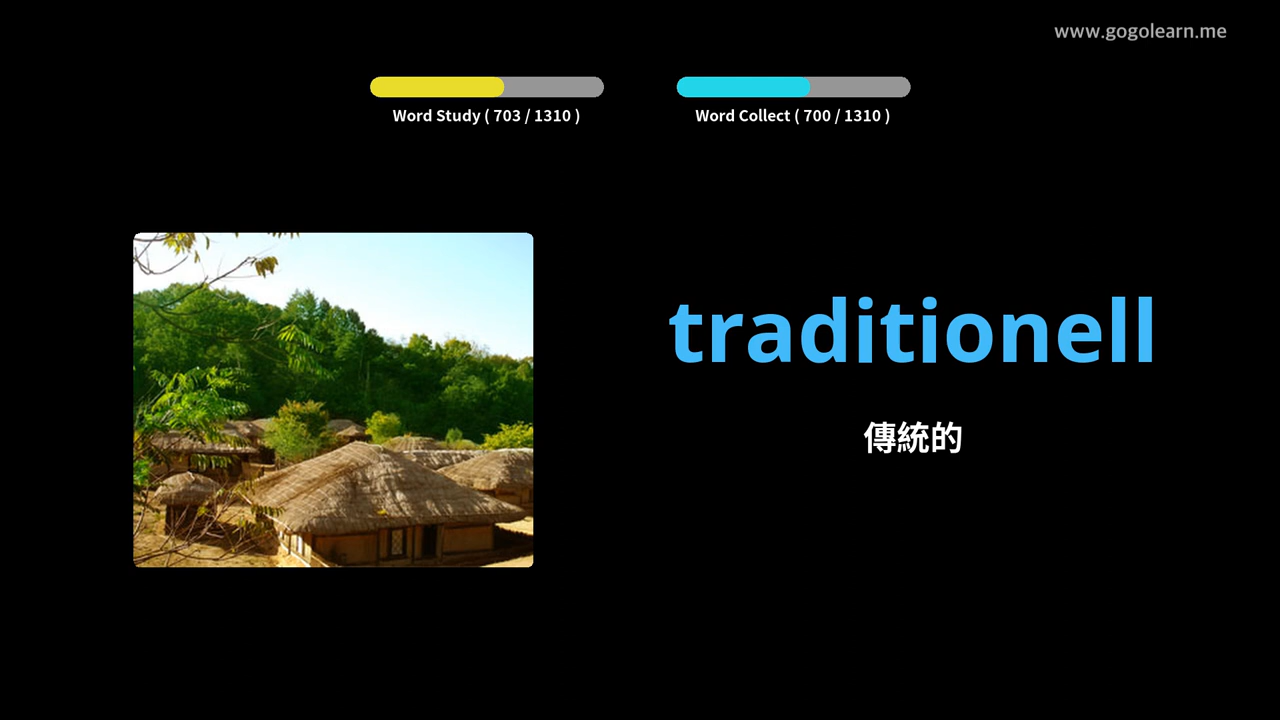 www.gogolearn.me
Word Study ( 703 / 1310 )
Word Collect ( 700 / 1310 )
traditionell
傳統的